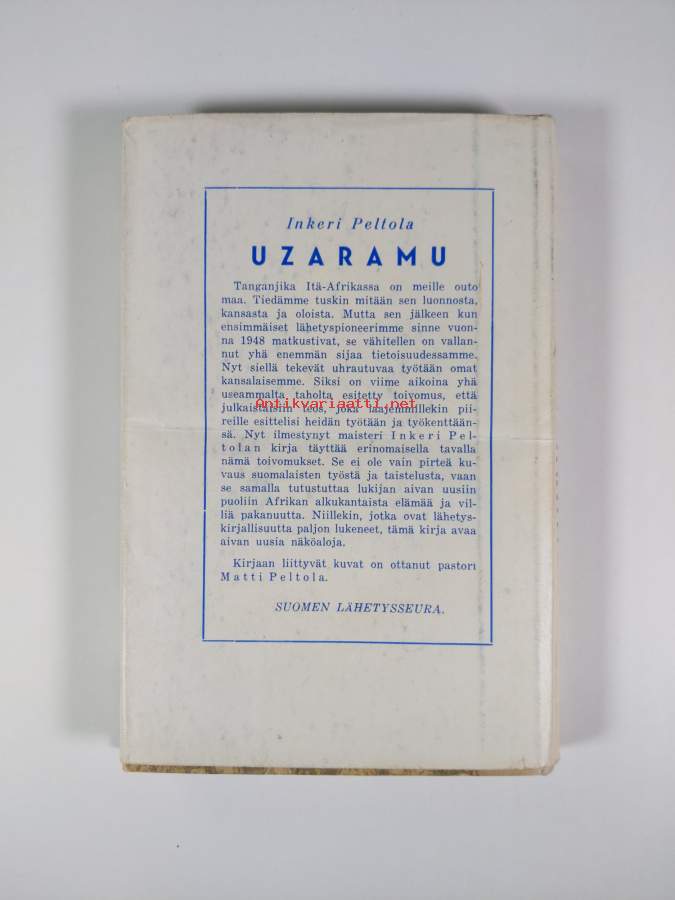 Inkeri Peltola
UZARAMU
Tanganjika Itä-Afrikassa on meille outo
maa. Tiedämme tuskin mitään sen luonnosta,
kansasta ja oloista. Mutta sen jälkeen kun
ensimmäiset lähetyspioneerimme sinne vuon-
na 1948 matkustivat, se vähitellen on vallan-
nut yhä enemmän sijaa tietoisuudessamme.
Nyt siellä tekevät uhrautuvaa työtään omat
kansalaisemme. Siksi on viime aikoina yhä
useammalta taholta esitetty toivomus, että
Antikvariaatti.net
julkaistaisiin teos, joka laajemmillekin pii-
reille esittelisi heidän työtään ja työkenttään-
sä. Nyt ilmestynyt maisteri Inkeri Pel-
tolan kirja täyttää erinomaisella tavalla
nämä toivomukset. Se ei ole vain pirteä ku-
vaus suomalaisten työstä ja taistelusta, vaan
se samalla tutustuttaa lukijan aivan uusiin
puoliin Afrikan alkukantaista elämää ja vil-
liä pakanuutta. Niillekin, jotka ovat lähetys-
kirjallisuutta paljon lukeneet, tämä kirja avaa
aivan uusia näköaloja.
Kirjaan liittyvät kuvat on ottanut pastori
Matti Peltola.
SUOMEN LÄHETYSSEURA.